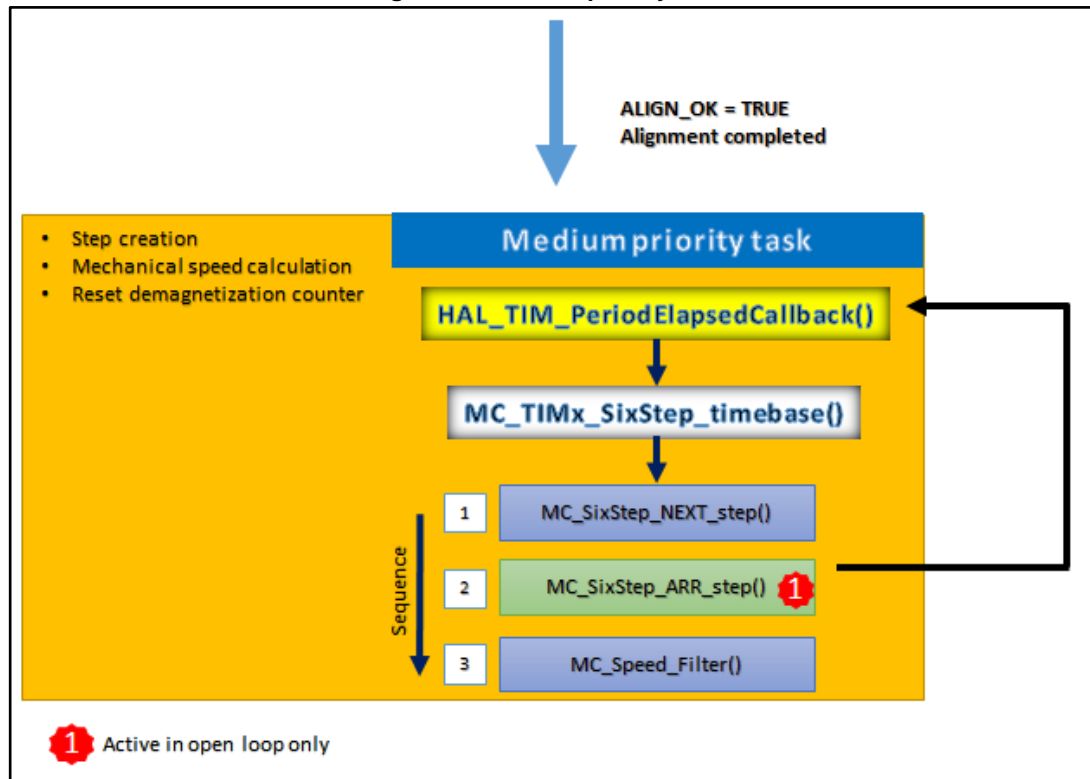 ALIGN_OK = TRUE
Alignment completed
• Step creation
• Mechanical speed calculation
• Reset demagnetization counter
Medium priority task
HAL_TIM_PeriodElapsedCallback()
MC_TIMx_SixStep_timebase()
Sequence
1 MC_SixStep_NEXT_step()
2 MC_SixStep_ARR_step() 1
3 MC_Speed_Filter()
1 Active in open loop only